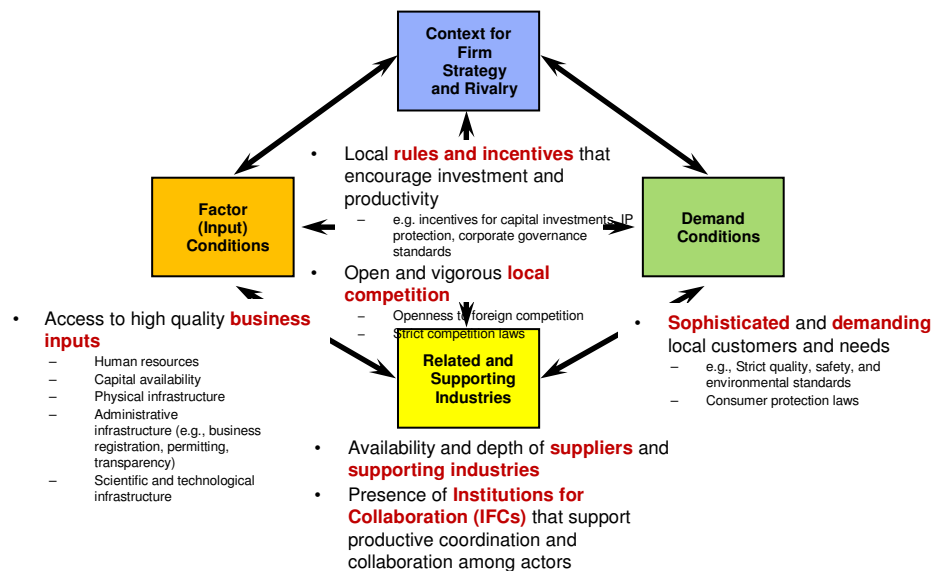 Context for
Firm
Strategy
and Rivalry
• Local rules and incentives that
encourage investment and
productivity
– e.g. incentives for capital investments, IP
protection, corporate governance
standards
• Open and vigorous local
competition
– Openness to foreign competition
– Strict competition laws
Factor
(Input)
Conditions
Demand
Conditions
• Access to high quality business
inputs
– Human resources
– Capital availability
– Physical infrastructure
– Administrative
infrastructure (e.g., business
registration, permitting,
transparency)
– Scientific and technological
infrastructure
Related and
Supporting
Industries
• Sophisticated and demanding
local customers and needs
– e.g., Strict quality, safety, and
environmental standards
– Consumer protection laws
• Availability and depth of suppliers and
supporting industries
• Presence of Institutions for
Collaboration (IFCs) that support
productive coordination and
collaboration among actors